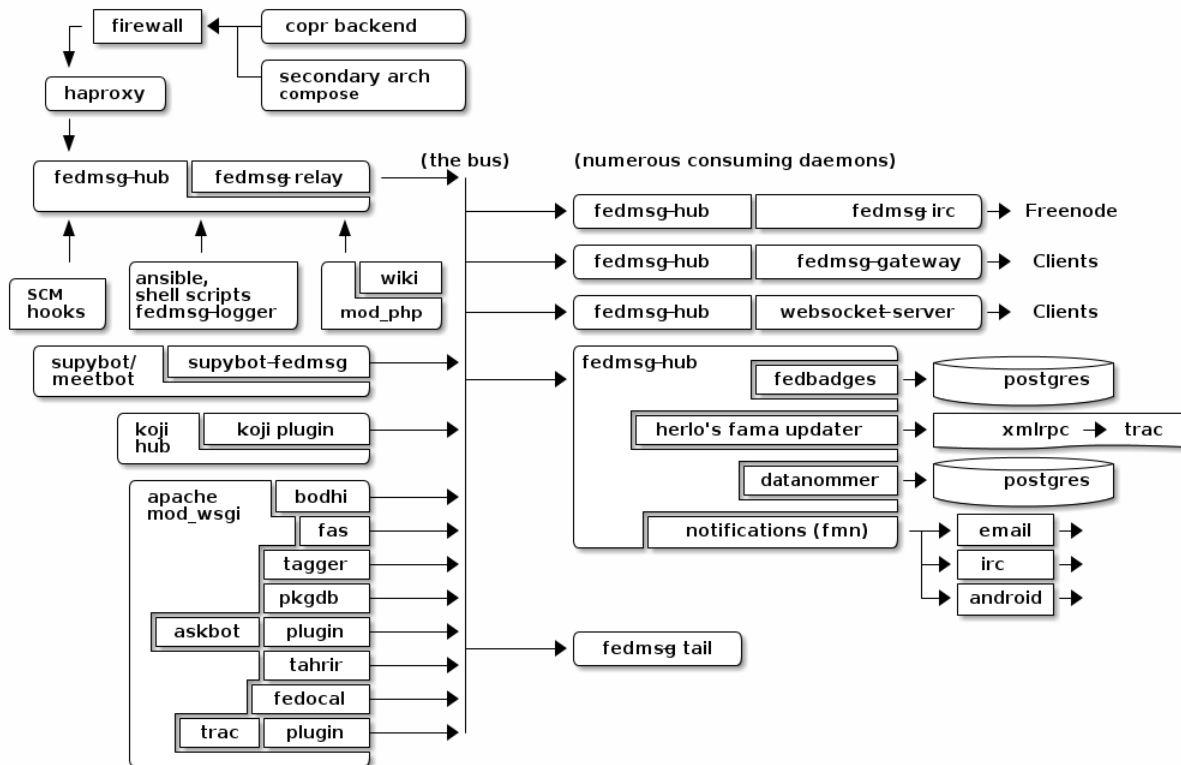 firewall
copr backend
secondary arch
compose
haproxy
(the bus)
(numerous consuming daemons)
fedmsg-hub
fedmsg-relay
fedmsg-hub
fedmsg-irc
Freenode
fedmsg-hub
fedmsg-gateway
Clients
fedmsg-hub
websocket-server
Clients
SCM
hooks
ansible,
shell scripts
fedmsg-logger
wiki
mod_php
supybot/
meetbot
supybot-fedmsg
koji
hub
koji plugin
apache
mod_wsgi
bodhi
fas
tagger
pkgdb
askbot
plugin
tahrir
fedocal
trac
plugin
fedmsg-hub
fedbadges
postgres
herlo's fama updater
xmlrpc
trac
datanommer
postgres
notifications (fmn)
email
irc
android
fedmsg-tail